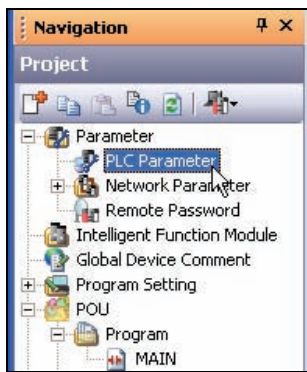 Navigation
Project
Parameter
PLC Parameter
Network Parameter
Remote Password
Intelligent Function Module
Global Device Comment
Program Setting
POU
Program
MAIN